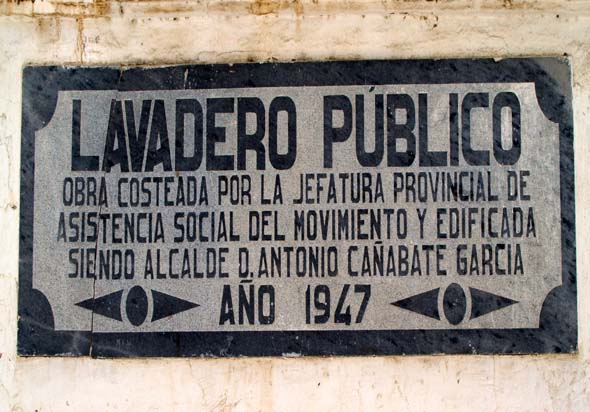 LAVADERO PUBLICO
OBRA COSTEADA POR LA JEFATURA PROVINCIAL DE
ASISTENCIA SOCIAL DEL MOVIMIENTO Y EDIFICADA
SIENDO ALCALDE D. ANTONIO CAÑABATE GARCIA
AÑO 1947